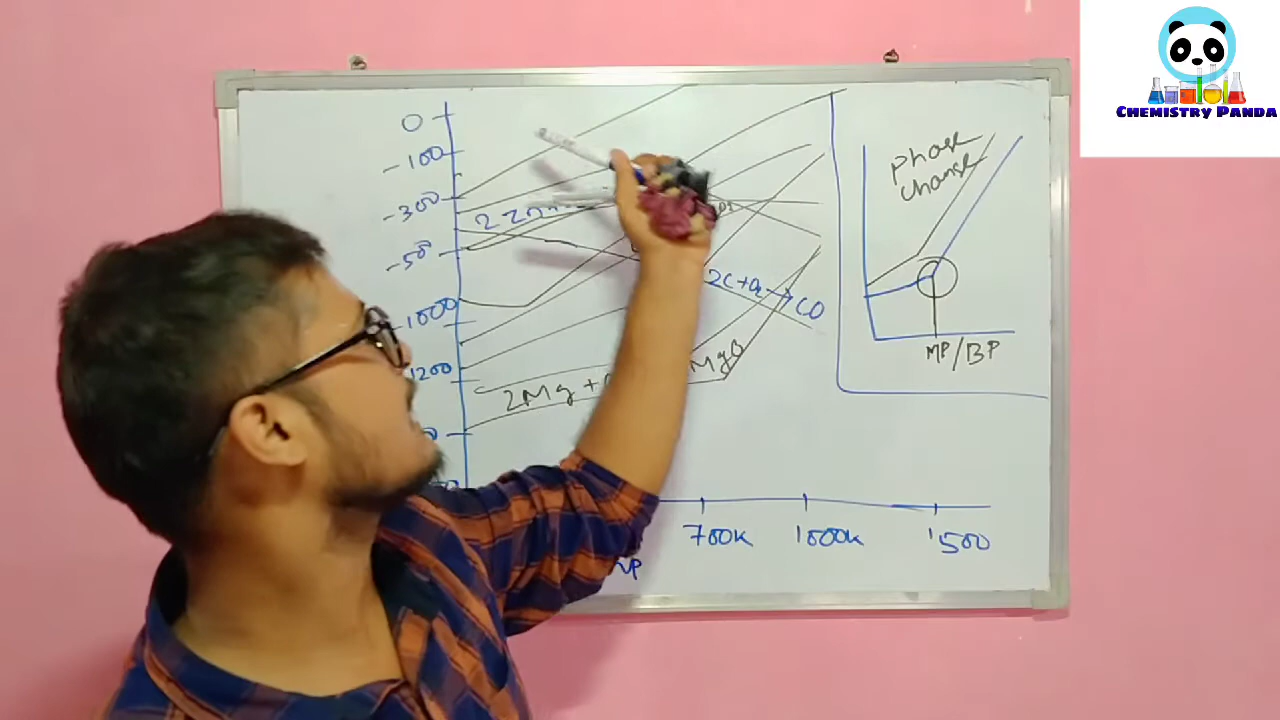 Chemistry Panda
0
-100
-300
-500
-1000
1200
2 Zn
2C+O2→CO
2Mg+ MgO
phase
change
MP/BP
700k 1000k 1500